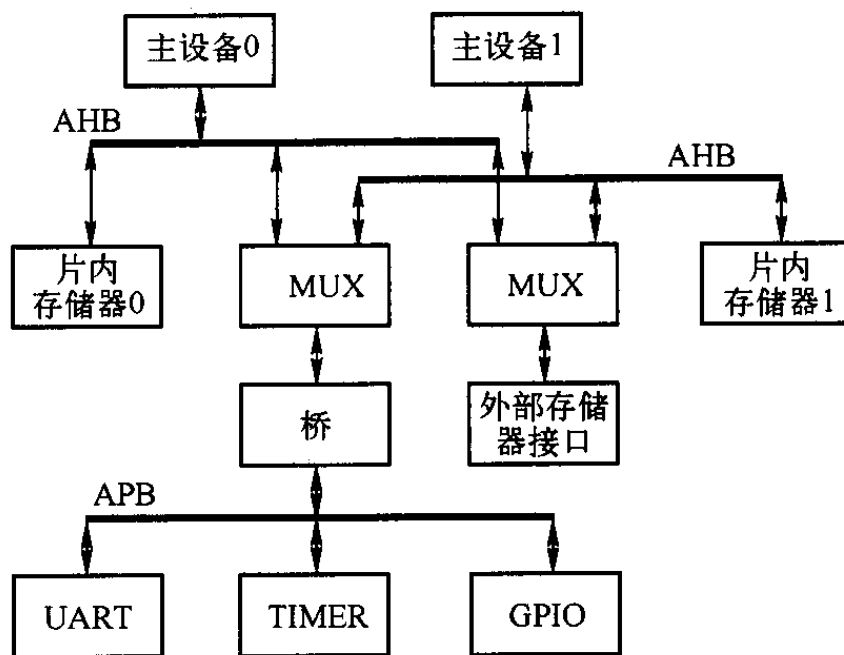 主设备0
主设备1
AHB
AHB
片内
存储器0
MUX
MUX
片内
存储器1
桥
外部存储
器接口
APB
UART
TIMER
GPIO